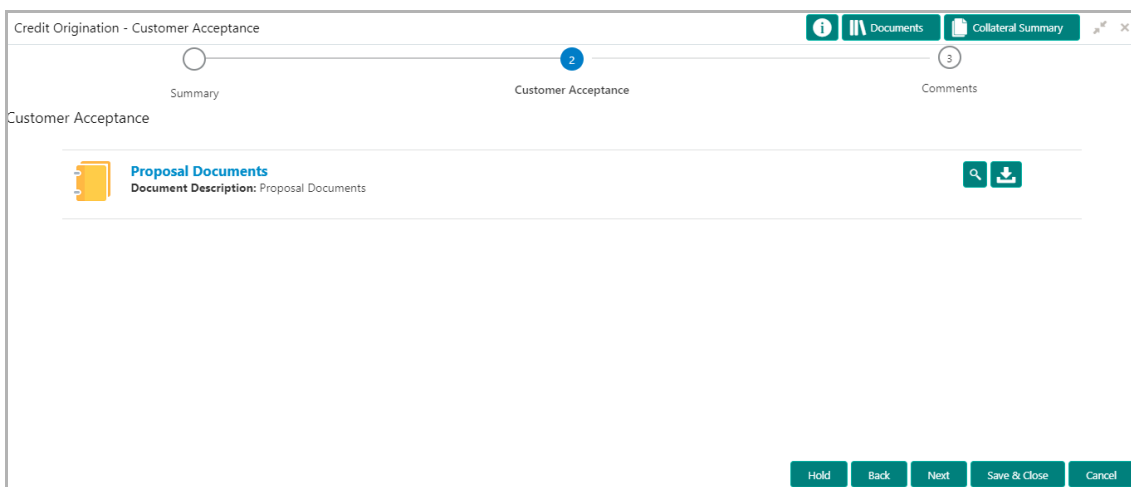 Credit Origination - Customer Acceptance
i Documents Collateral Summary
2 3
Summary Customer Acceptance Comments
Customer Acceptance
Proposal Documents
Document Description: Proposal Documents
Hold Back Next Save & Close Cancel